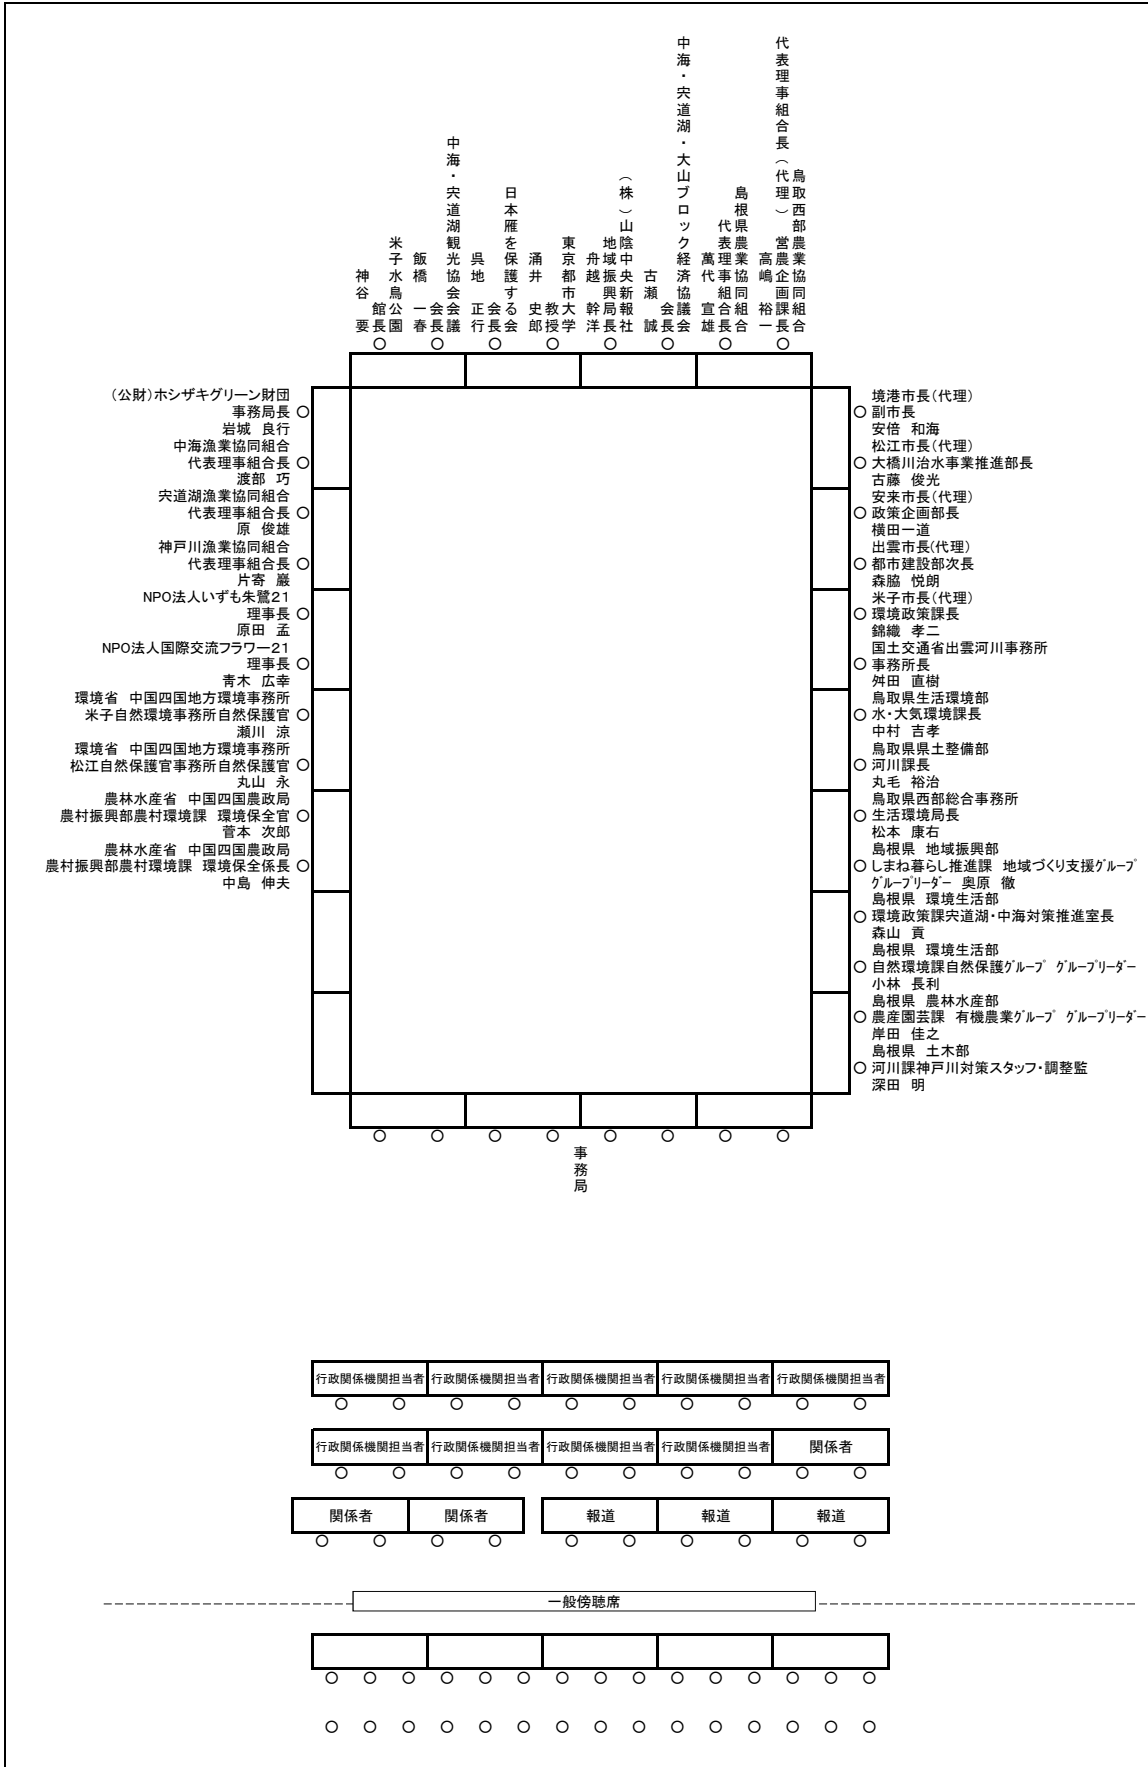 鳥取西部農業協同組合
代表理事組合長（代理） 営農企画課長
高嶋 裕一
島根県農業協同組合
代表理事組合長
萬代 宣雄
中海・宍道湖・大山ブロック経済協議会
会長
古瀬 誠
（株）山陰中央新報社
地域振興局長
舟越 幹洋
東京都市大学
教授
涌井 史郎
日本雁を保護する会
会長
呉地 正行
中海・宍道湖観光協会会議
会長
飯橋 一春
米子水鳥公園
館長
神谷 要
(公財)ホシザキグリーン財団
事務局長
岩城 良行
中海漁業協同組合
代表理事組合長
渡部 巧
宍道湖漁業協同組合
代表理事組合長
原 俊雄
神戸川漁業協同組合
代表理事組合長
片寄 巖
NPO法人いずも朱鷺21
理事長
原田 孟
NPO法人国際交流フラワー21
理事長
青木 広幸
環境省 中国四国地方環境事務所
米子自然環境事務所自然保護官
瀬川 涼
環境省 中国四国地方環境事務所
松江自然保護官事務所自然保護官
丸山 永
農林水産省 中国四国農政局
農村振興部農村環境課 環境保全官
菅本 次郎
農林水産省 中国四国農政局
農村振興部農村環境課 環境保全係長
中島 伸夫
境港市長(代理)
副市長
安倍 和海
松江市長(代理)
大橋川治水事業推進部長
古藤 俊光
安来市長(代理)
政策企画部長
横田一道
出雲市長(代理)
都市建設部次長
森脇 悦朗
米子市長(代理)
環境政策課長
錦織 孝二
国土交通省出雲河川事務所
事務所長
舛田 直樹
鳥取県生活環境部
水・大気環境課長
中村 吉孝
鳥取県県土整備部
河川課長
丸毛 裕治
鳥取県西部総合事務所
生活環境局長
松本 康右
島根県 地域振興部
しまね暮らし推進課 地域づくり支援ｸﾞﾙｰﾌﾟ
ｸﾞﾙｰﾌﾟﾘｰﾀﾞｰ 奥原 徹
島根県 環境生活部
環境政策課宍道湖・中海対策推進室長
森山 貢
島根県 環境生活部
自然環境課自然保護ｸﾞﾙｰﾌﾟ ｸﾞﾙｰﾌﾟﾘｰﾀﾞｰ
小林 長利
島根県 農林水産部
農産園芸課 有機農業ｸﾞﾙｰﾌﾟ ｸﾞﾙｰﾌﾟﾘｰﾀﾞｰ
岸田 佳之
島根県 土木部
河川課神戸川対策スタッフ・調整監
深田 明
事務局
行政関係機関担当者 行政関係機関担当者 行政関係機関担当者 行政関係機関担当者 行政関係機関担当者
行政関係機関担当者 行政関係機関担当者 行政関係機関担当者 行政関係機関担当者 関係者
関係者 関係者 報道 報道 報道
一般傍聴席